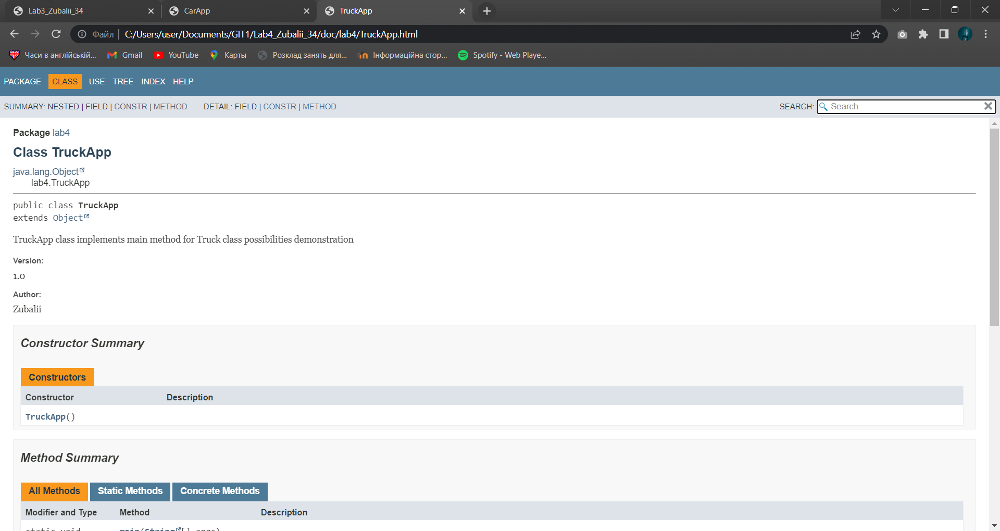 Lab3_Zubalii_34
CarApp
TruckApp
Файл
C:/Users/user/Documents/GIT1/Lab4_Zubalii_34/doc/lab4/TruckApp.html
Часи в англійській...
Gmail
YouTube
Карты
Розклад занять для...
Інформаційна стор...
Spotify - Web Playe...
PACKAGE CLASS USE TREE INDEX HELP
SUMMARY: NESTED | FIELD | CONSTR | METHOD DETAIL: FIELD | CONSTR | METHOD
SEARCH: Search
Package lab4
Class TruckApp
java.lang.Object
lab4.TruckApp
public class TruckApp
extends Object
TruckApp class implements main method for Truck class possibilities demonstration
Version:
1.0
Author:
Zubalii
Constructor Summary
Constructors
Constructor Description
TruckApp()
Method Summary
All Methods Static Methods Concrete Methods
Modifier and Type Method Description
static void main(String[] args)